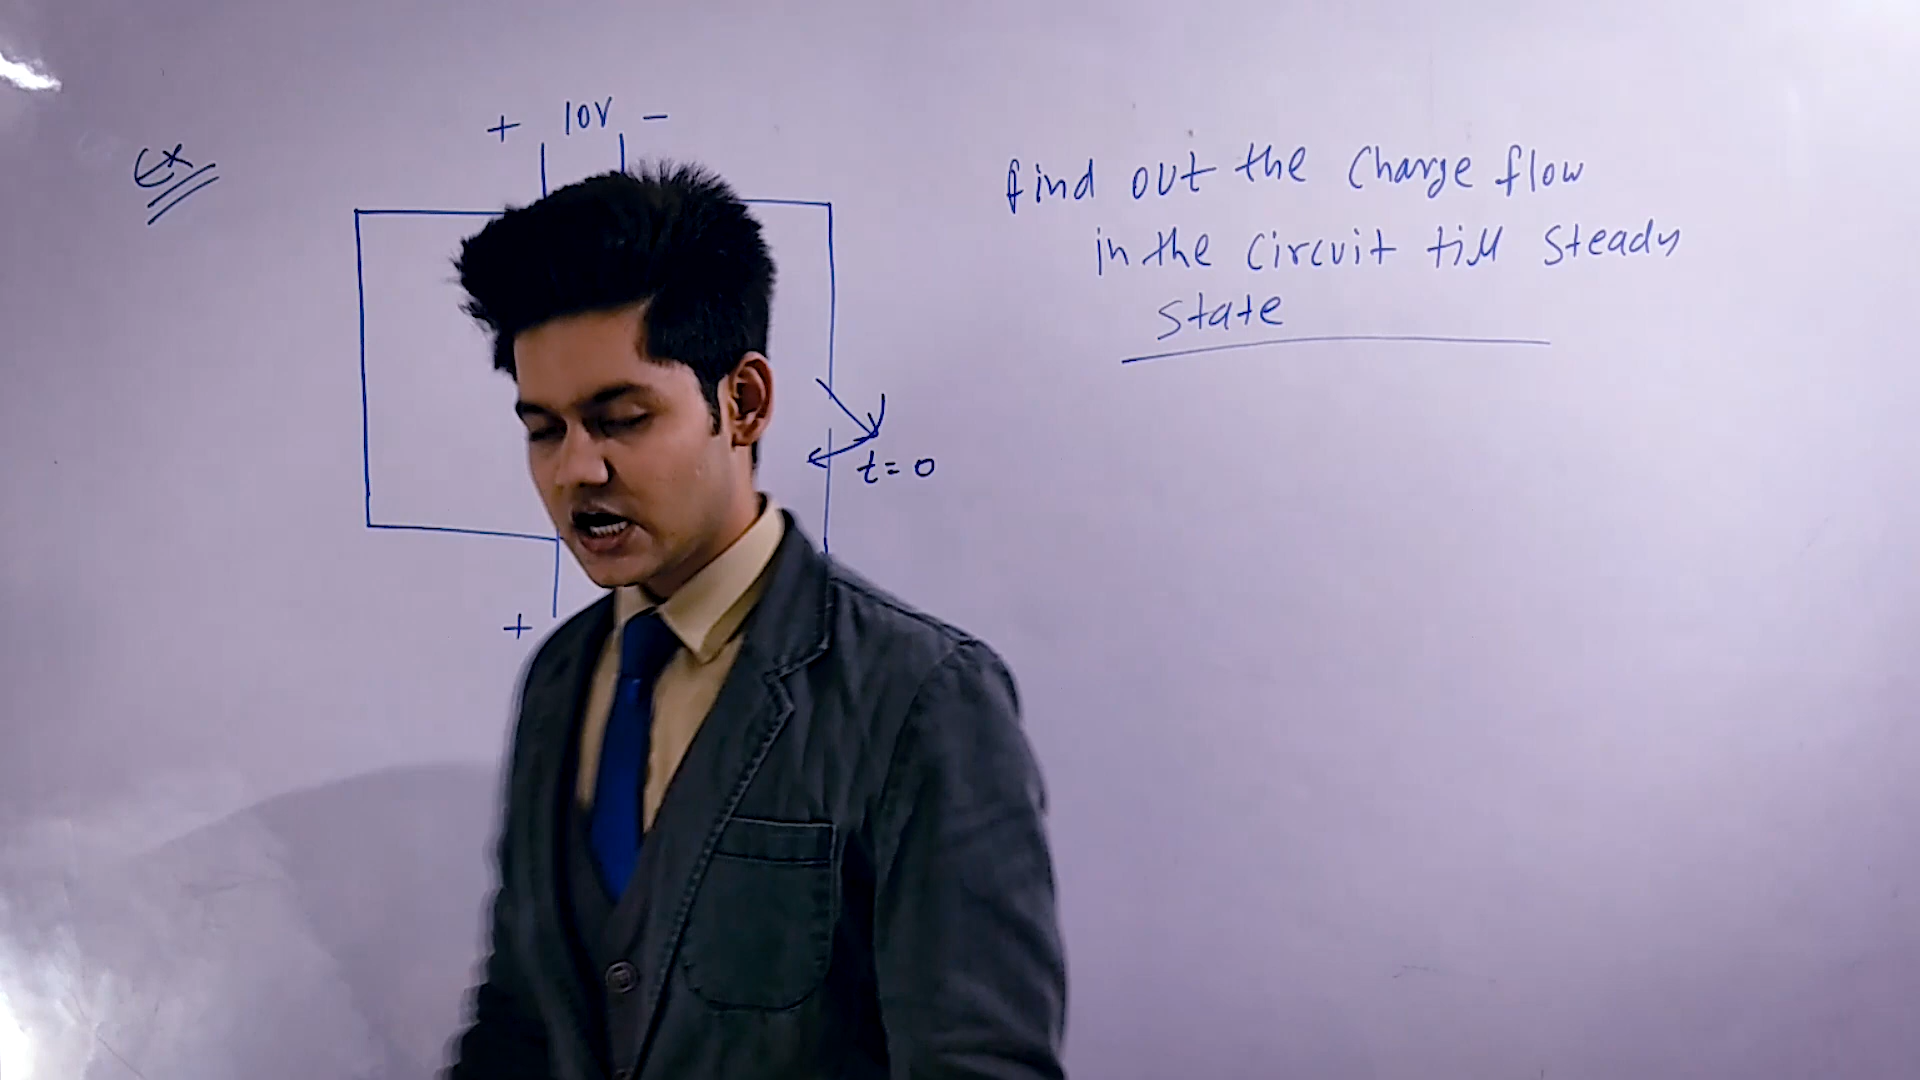 Ex
+ 10V -
t = 0
+
find out the charge flow
in the circuit till steady
state